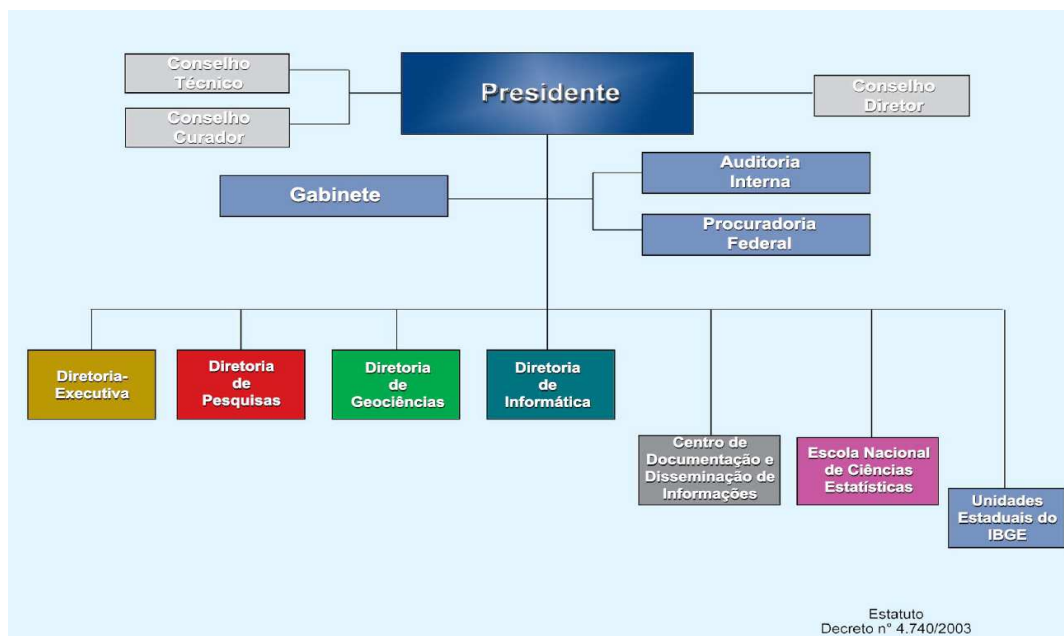 Conselho
Técnico
Conselho
Curador
Presidente
Conselho
Diretor
Gabinete
Auditoria
Interna
Procuradoria
Federal
Diretoria-
Executiva
Diretoria
de
Pesquisas
Diretoria
de
Geociências
Diretoria
de
Informática
Centro de
Documentação e
Disseminação de
Informações
Escola Nacional
de Ciências
Estatísticas
Unidades
Estaduais do
IBGE
Estatuto
Decreto n° 4.740/2003